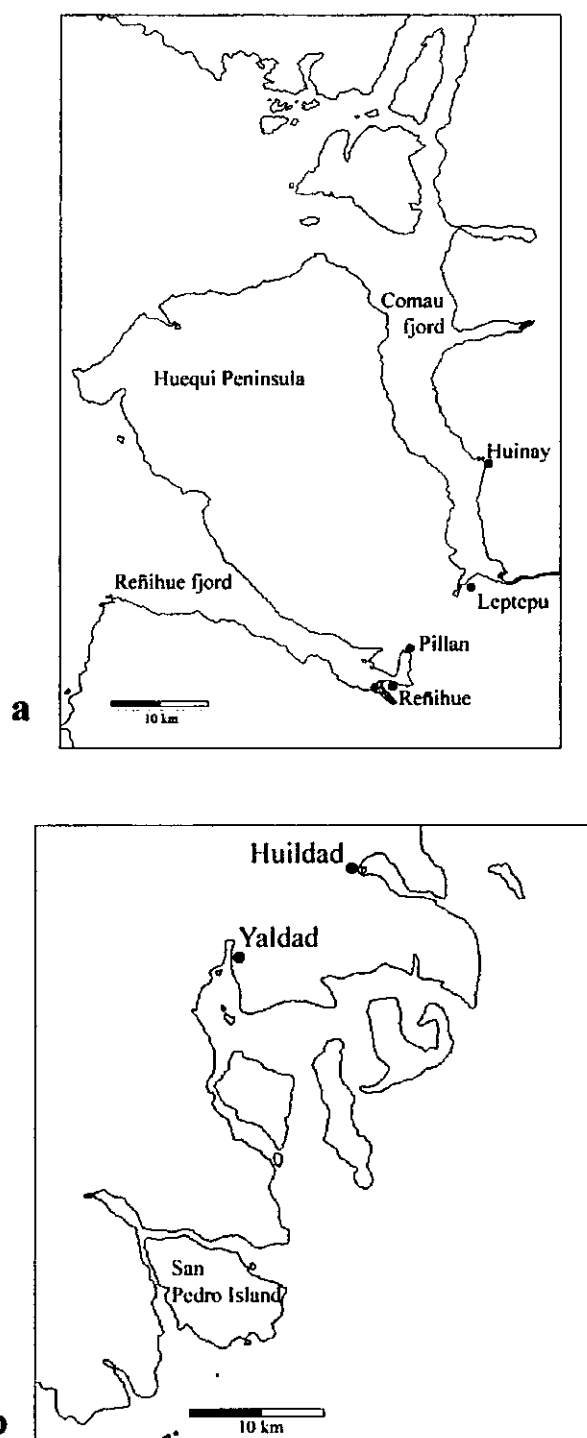 Comau
fjord
Huequi Peninsula
Huinay
Reñihue fjord
Leptepu
Pillan
Reñihue
a
10 km
Huildad
Yaldad
San
Pedro Island
10 km